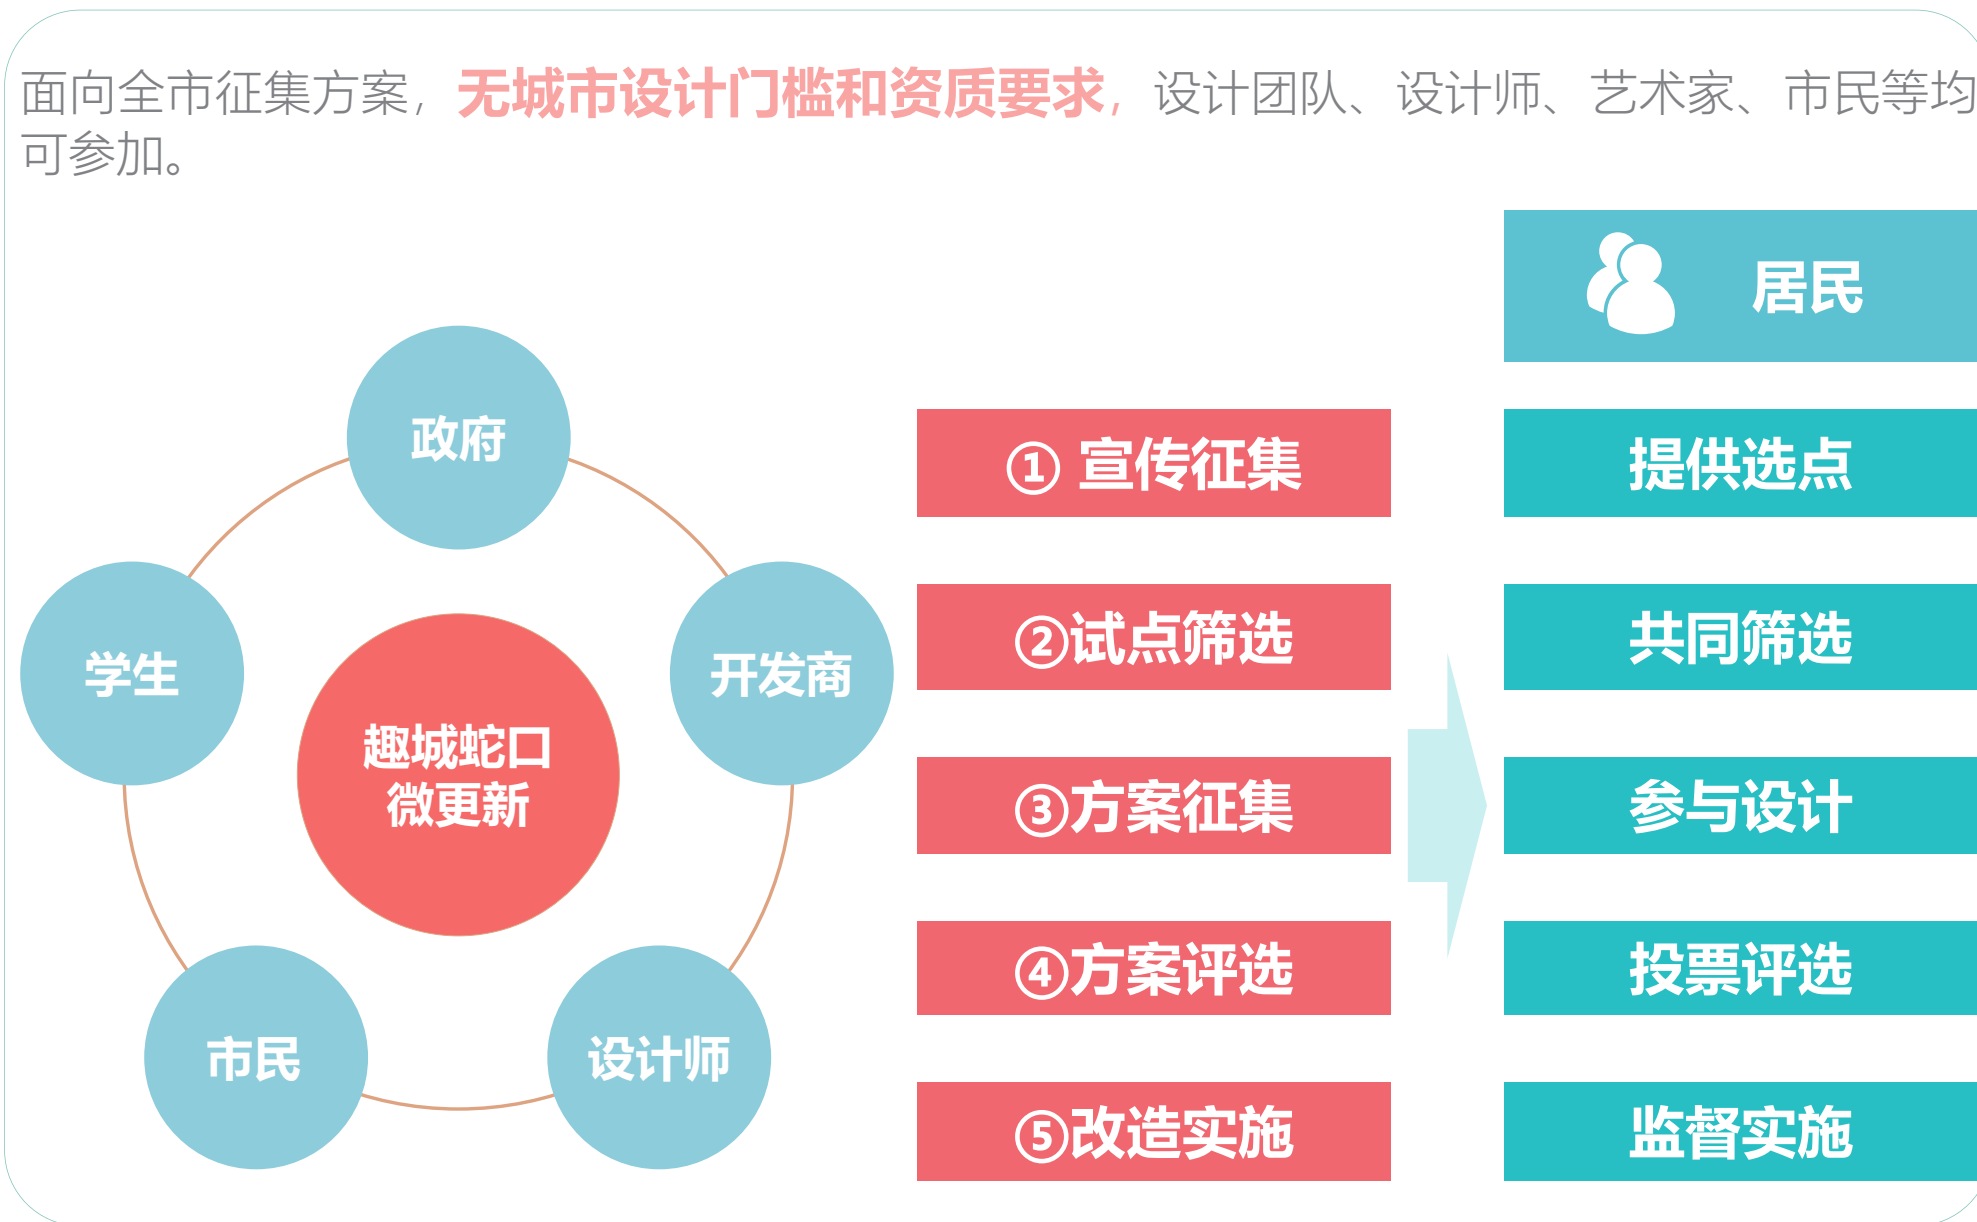 面向全市征集方案，无城市设计门槛和资质要求，设计团队、设计师、艺术家、市民等均
可参加。
政府
学生
开发商
趣城蛇口
微更新
市民
设计师
居民
① 宣传征集
提供选点
②试点筛选
共同筛选
③方案征集
参与设计
④方案评选
投票评选
⑤改造实施
监督实施